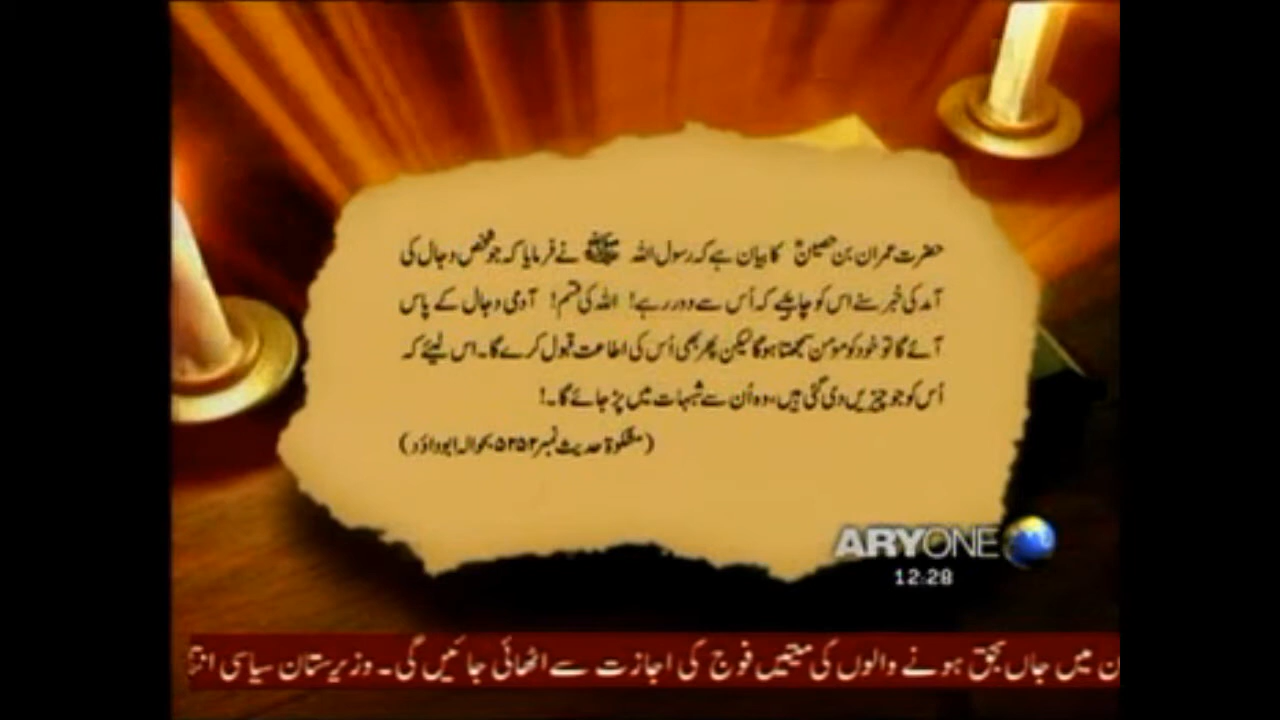 حضرت عمران بن حصینؓ کا بیان ہے کہ رسول اللہ ﷺ نے فرمایا کہ جو شخص دجال کی
آمد کی خبر سنے اس کو چاہیئے کہ اُس سے دور رہے! اللہ کی قسم! آدمی دجال کے پاس
آئے گا تو خود کو مومن سمجھتا ہوگا لیکن پھر بھی اُس کی اطاعت قبول کرے گا۔ اس لیئے کہ
اُس کو جو چیزیں دی گئی ہیں، وہ اُن سے شبہات میں پڑ جائے گا۔!
(مشکوۃ حدیث نمبر ۵۲۵۲، بحوالہ ابوداؤد)
ARYONE
12:28
ن میں جاں بحق ہونے والوں کی میتیں فوج کی اجازت سے اٹھائی جائیں گی۔ وزیرستان سیاسی